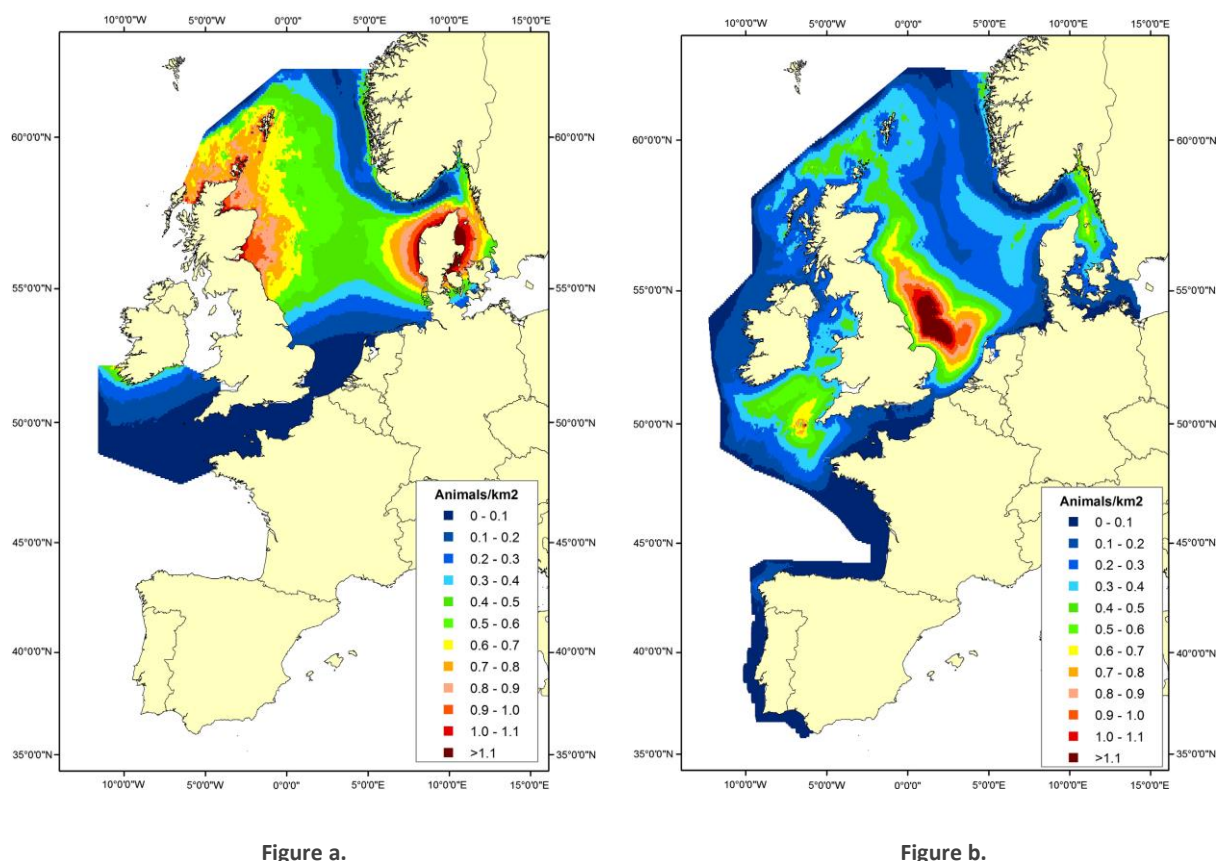 10°0'0"W 5°0'0"W 0°0'0" 5°0'0"E 10°0'0"E 15°0'0"E
60°0'0"N 60°0'0"N
55°0'0"N 55°0'0"N
50°0'0"N 50°0'0"N
45°0'0"N 45°0'0"N
40°0'0"N 40°0'0"N
35°0'0"N 35°0'0"N
Animals/km2
0 - 0.1
0.1 - 0.2
0.2 - 0.3
0.3 - 0.4
0.4 - 0.5
0.5 - 0.6
0.6 - 0.7
0.7 - 0.8
0.8 - 0.9
0.9 - 1.0
1.0 - 1.1
>1.1
10°0'0"W 5°0'0"W 0°0'0" 5°0'0"E 10°0'0"E 15°0'0"E
Figure a.
10°0'0"W 5°0'0"W 0°0'0" 5°0'0"E 10°0'0"E 15°0'0"E
60°0'0"N 60°0'0"N
55°0'0"N 55°0'0"N
50°0'0"N 50°0'0"N
45°0'0"N 45°0'0"N
40°0'0"N 40°0'0"N
35°0'0"N 35°0'0"N
Animals/km2
0 - 0.1
0.1 - 0.2
0.2 - 0.3
0.3 - 0.4
0.4 - 0.5
0.5 - 0.6
0.6 - 0.7
0.7 - 0.8
0.8 - 0.9
0.9 - 1.0
1.0 - 1.1
>1.1
10°0'0"W 5°0'0"W 0°0'0" 5°0'0"E 10°0'0"E 15°0'0"E
Figure b.